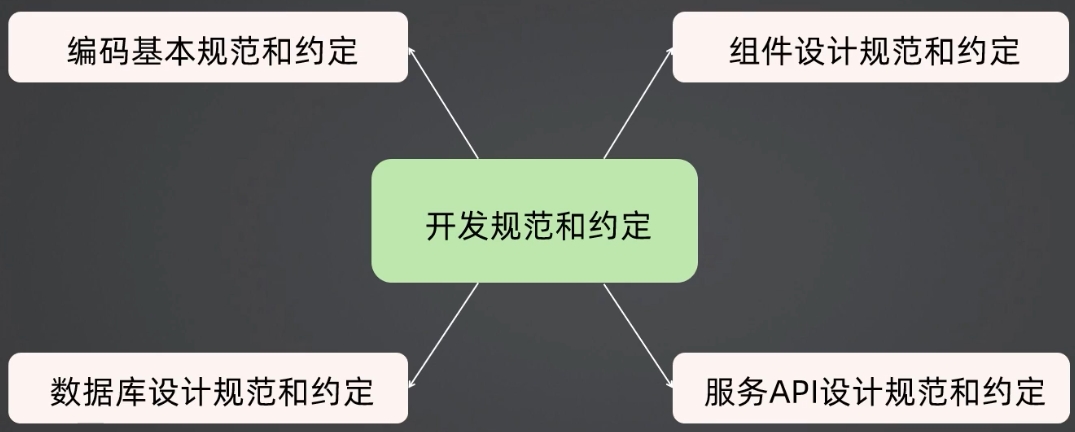 编码基本规范和约定
组件设计规范和约定
开发规范和约定
数据库设计规范和约定
服务API设计规范和约定